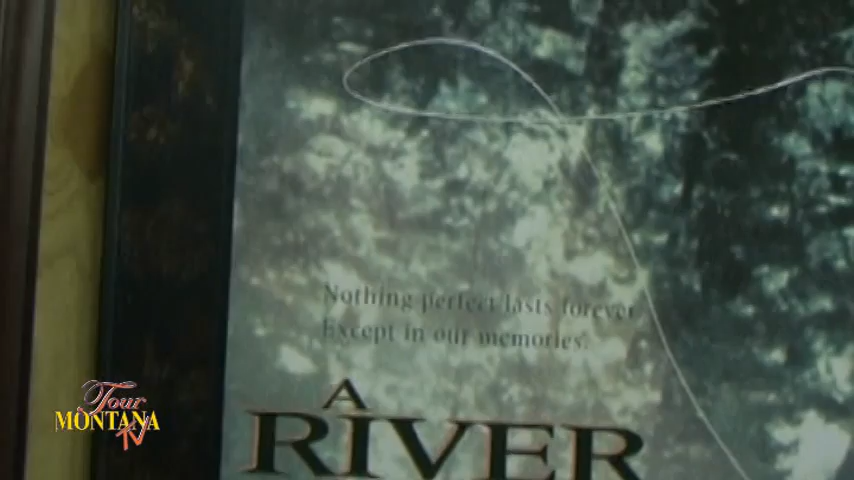 Nothing perfect lasts forever
Except in our memories.
A
RIVER
Tour
MONTANA
TV